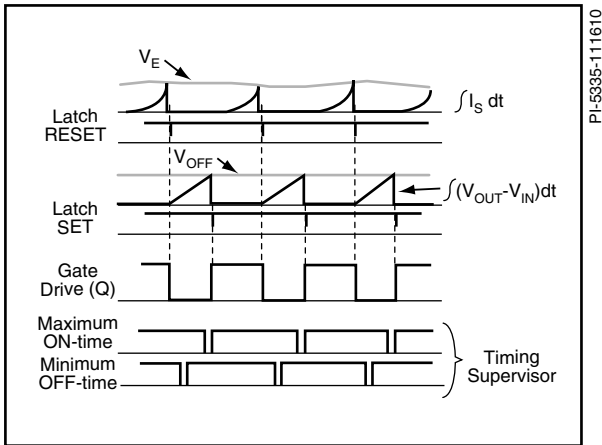 V_E
∫I_S dt
Latch
RESET
V_OFF
∫(V_OUT-V_IN)dt
Latch
SET
Gate
Drive (Q)
Maximum
ON-time
Minimum
OFF-time
Timing
Supervisor
PI-5335-111610